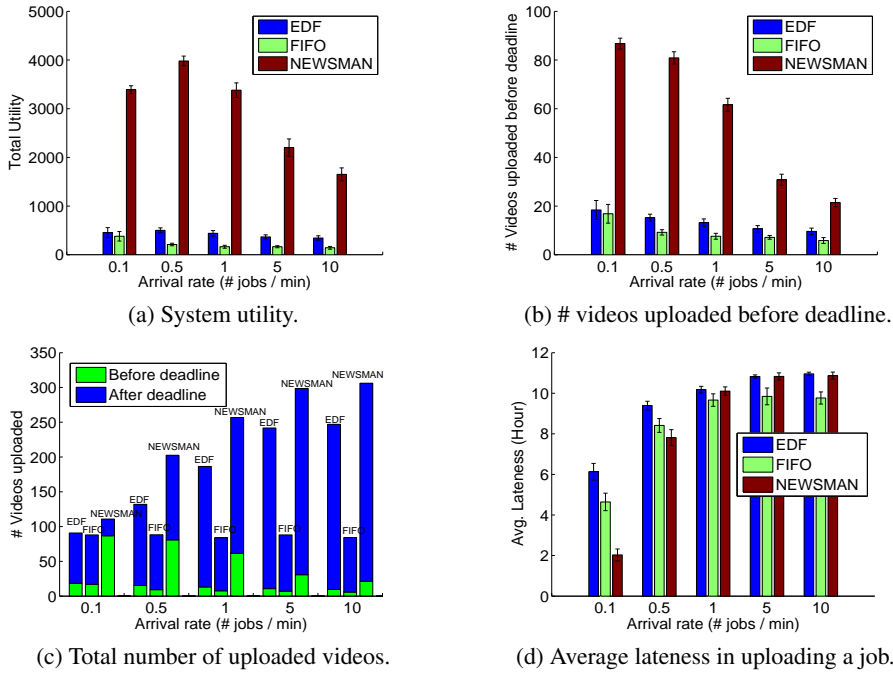 5000
4000
3000
2000
1000
0
Total Utility
EDF
FIFO
NEWSMAN
0.1 0.5 1 5 10
Arrival rate (# jobs / min)
(a) System utility.
100
80
60
40
20
0
# Videos uploaded before deadline
EDF
FIFO
NEWSMAN
0.1 0.5 1 5 10
Arrival rate (# jobs / min)
(b) # videos uploaded before deadline.
350
300
250
200
150
100
50
0
# Videos uploaded
Before deadline
After deadline
EDF FIFO NEWSMAN
EDF FIFO NEWSMAN
EDF FIFO NEWSMAN
EDF FIFO NEWSMAN
EDF FIFO NEWSMAN
0.1 0.5 1 5 10
Arrival rate (# jobs / min)
(c) Total number of uploaded videos.
12
10
8
6
4
2
0
Avg. Lateness (Hour)
EDF
FIFO
NEWSMAN
0.1 0.5 1 5 10
Arrival rate (# jobs / min)
(d) Average lateness in uploading a job.